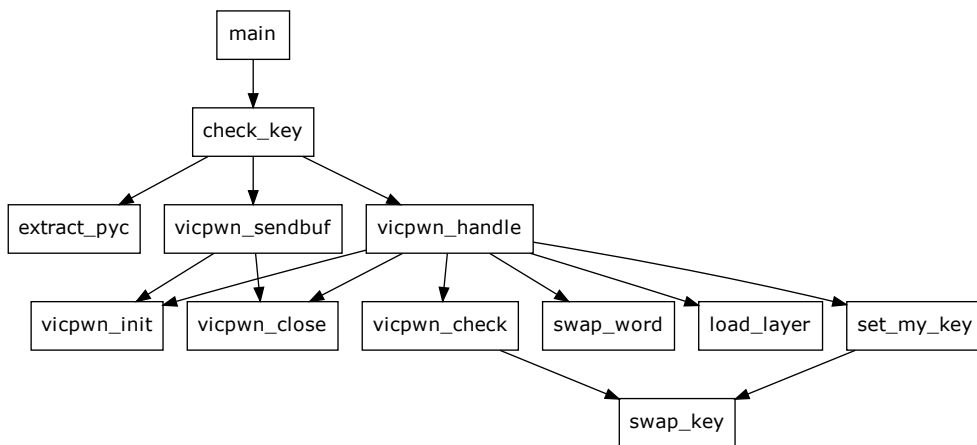 main
check_key
extract_pyc
vicpwn_sendbuf
vicpwn_handle
vicpwn_init
vicpwn_close
vicpwn_check
swap_word
load_layer
set_my_key
swap_key